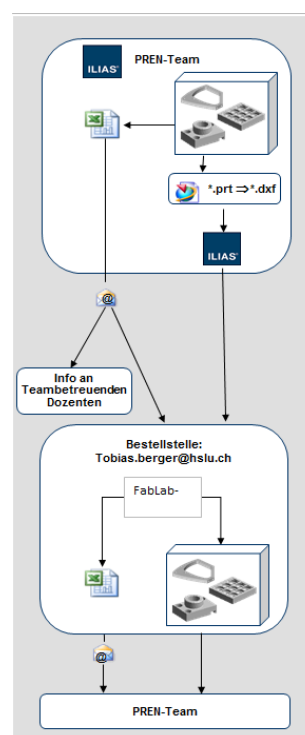 ILIAS
PREN-Team
*.prt ⇒*.dxf
ILIAS
@
Info an
Teambetreuenden
Dozenten
Bestellstelle:
Tobias.berger@hslu.ch
FabLab-
@
PREN-Team